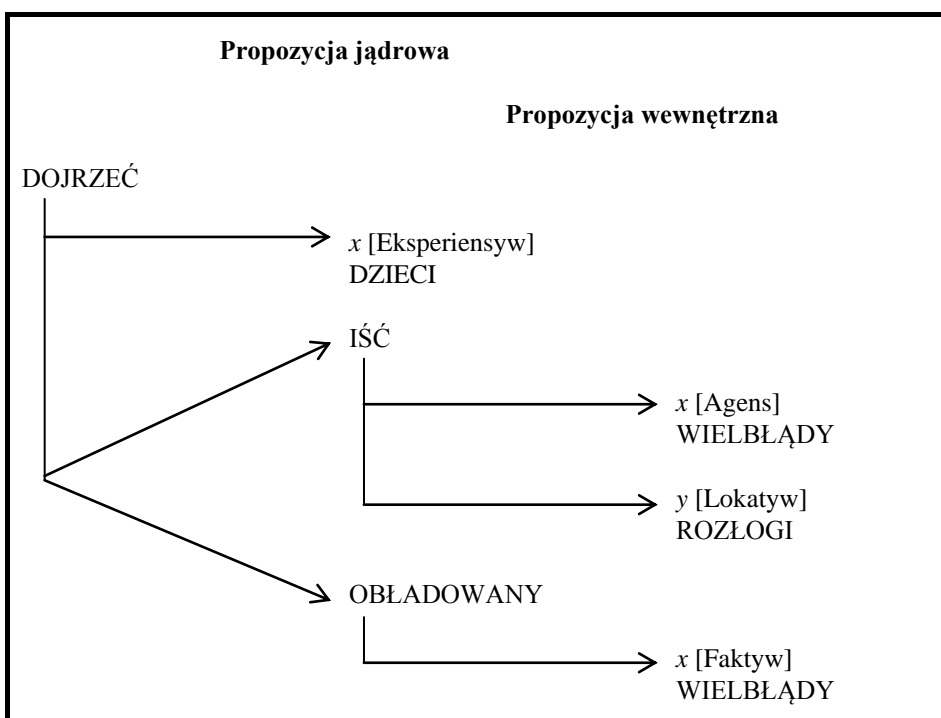 Propozycja jądrowa
Propozycja wewnętrzna
DOJRZEĆ
x [Eksperiensyw]
DZIECI
IŚĆ
x [Agens]
WIELBŁĄDY
y [Lokatyw]
ROZŁOGI
OBŁADOWANY
x [Faktyw]
WIELBŁĄDY